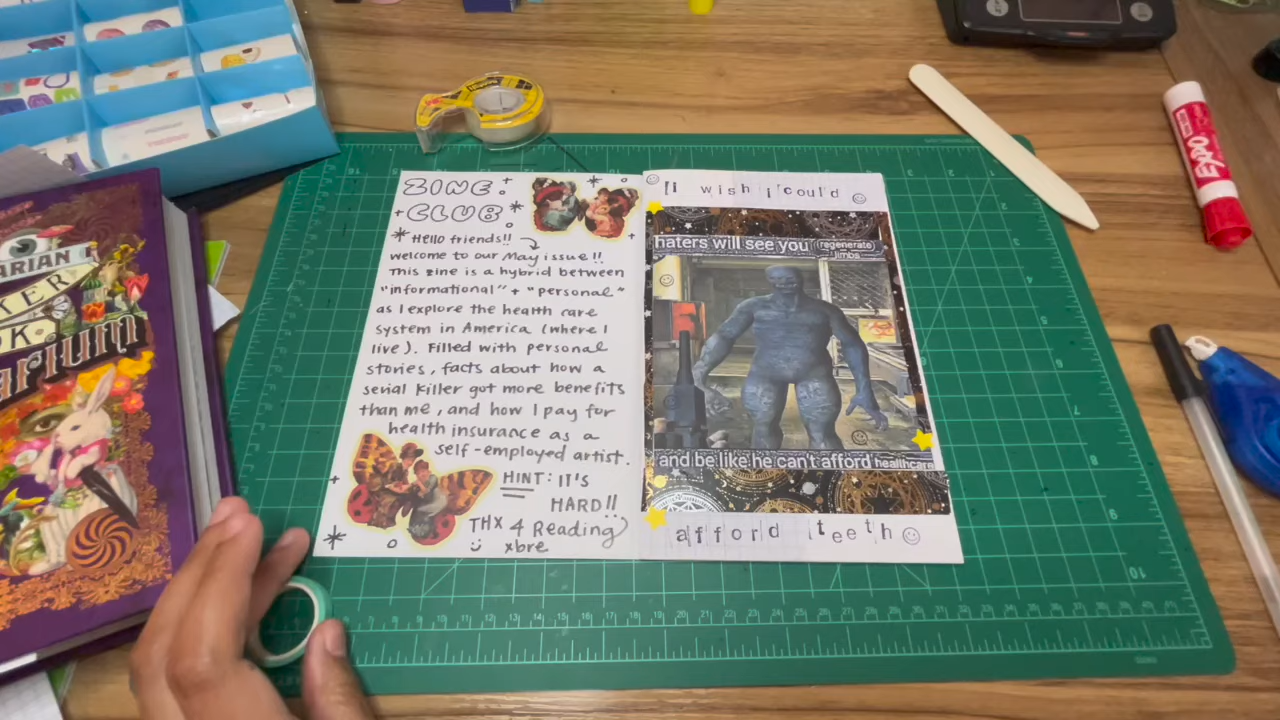 ZINE
CLUB
Hello friends!!
welcome to our May issue!!
This zine is a hybrid between
"informational" + "personal"
as I explore the health care
system in America (where I
live). Filled with personal
stories, facts about how a
serial killer got more benefits
than me, and how I pay for
health insurance as a
self-employed artist.
HINT: IT'S
HARD!!
THX 4 Reading
xbre
I wish I could
haters will see you regenerate
limbs
and be like he can't afford healthcare
afford teeth
EXPO
ARIAN